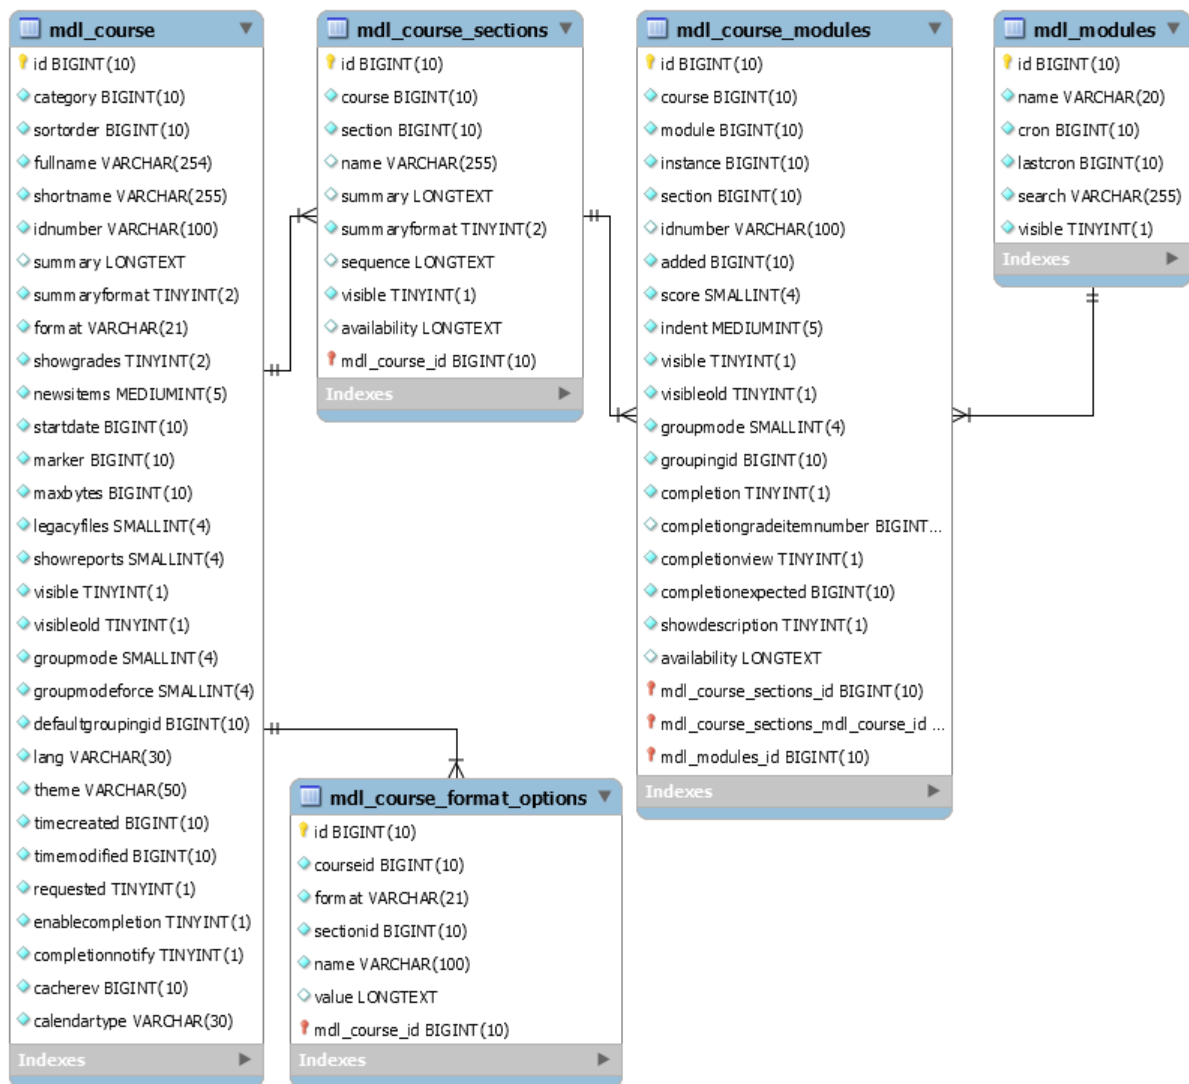 mdl_course
id BIGINT(10)
category BIGINT(10)
sortorder BIGINT(10)
fullname VARCHAR(254)
shortname VARCHAR(255)
idnumber VARCHAR(100)
summary LONGTEXT
summaryformat TINYINT(2)
format VARCHAR(21)
showgrades TINYINT(2)
newsitems MEDIUMINT(5)
startdate BIGINT(10)
marker BIGINT(10)
maxbytes BIGINT(10)
legacyfiles SMALLINT(4)
showreports SMALLINT(4)
visible TINYINT(1)
visibleold TINYINT(1)
groupmode SMALLINT(4)
groupmodeforce SMALLINT(4)
defaultgroupingid BIGINT(10)
lang VARCHAR(30)
theme VARCHAR(50)
timecreated BIGINT(10)
timemodified BIGINT(10)
requested TINYINT(1)
enablecompletion TINYINT(1)
completionnotify TINYINT(1)
cacherev BIGINT(10)
calendartype VARCHAR(30)
Indexes
mdl_course_sections
id BIGINT(10)
course BIGINT(10)
section BIGINT(10)
name VARCHAR(255)
summary LONGTEXT
summaryformat TINYINT(2)
sequence LONGTEXT
visible TINYINT(1)
availability LONGTEXT
mdl_course_id BIGINT(10)
Indexes
mdl_course_modules
id BIGINT(10)
course BIGINT(10)
module BIGINT(10)
instance BIGINT(10)
section BIGINT(10)
idnumber VARCHAR(100)
added BIGINT(10)
score SMALLINT(4)
indent MEDIUMINT(5)
visible TINYINT(1)
visibleold TINYINT(1)
groupmode SMALLINT(4)
groupingid BIGINT(10)
completion TINYINT(1)
completiongradeitemnumber BIGINT...
completionview TINYINT(1)
completionexpected BIGINT(10)
showdescription TINYINT(1)
availability LONGTEXT
mdl_course_sections_id BIGINT(10)
mdl_course_sections_mdl_course_id ...
mdl_modules_id BIGINT(10)
Indexes
mdl_modules
id BIGINT(10)
name VARCHAR(20)
cron BIGINT(10)
lastcron BIGINT(10)
search VARCHAR(255)
visible TINYINT(1)
Indexes
mdl_course_format_options
id BIGINT(10)
courseid BIGINT(10)
format VARCHAR(21)
sectionid BIGINT(10)
name VARCHAR(100)
value LONGTEXT
mdl_course_id BIGINT(10)
Indexes